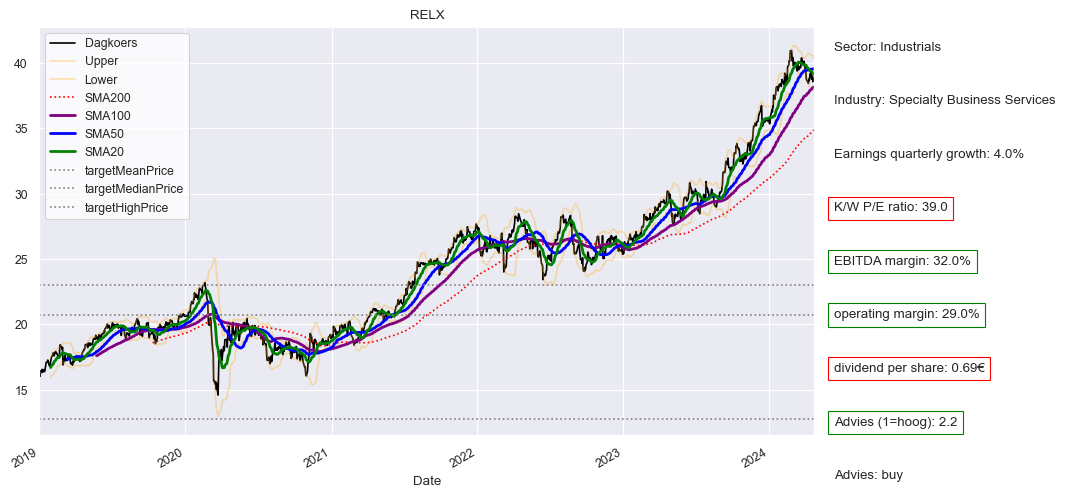 RELX
Dagkoers
Upper
Lower
SMA200
SMA100
SMA50
SMA20
targetMeanPrice
targetMedianPrice
targetHighPrice
40
35
30
25
20
15
2019
2020
2021
2022
2023
2024
Date
Sector: Industrials
Industry: Specialty Business Services
Earnings quarterly growth: 4.0%
K/W P/E ratio: 39.0
EBITDA margin: 32.0%
operating margin: 29.0%
dividend per share: 0.69€
Advies (1=hoog): 2.2
Advies: buy